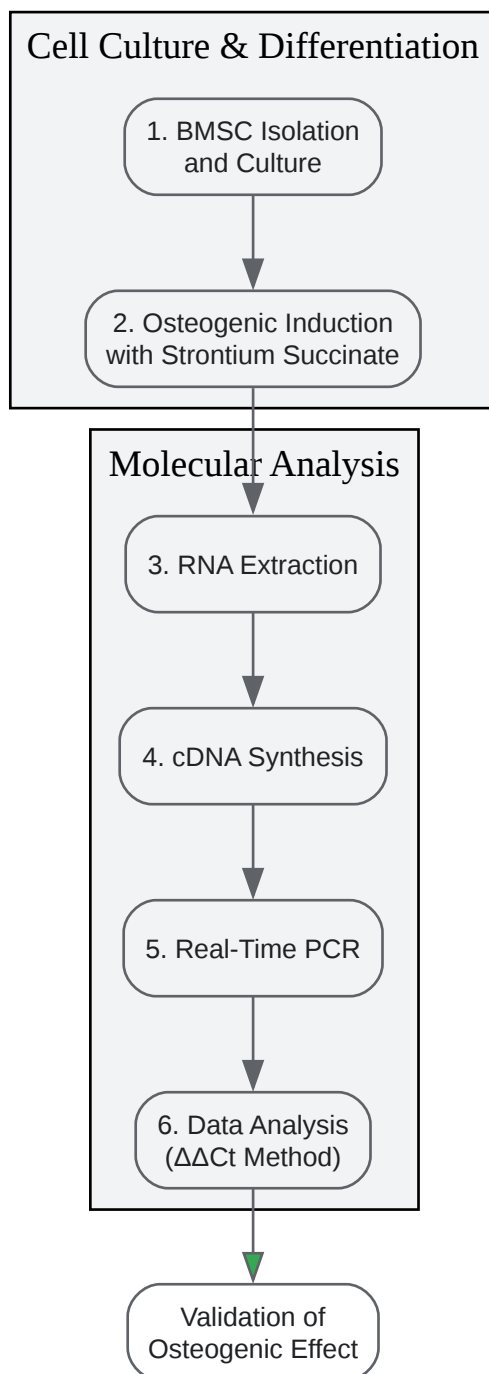 Cell Culture & Differentiation
1. BMSC Isolation
and Culture
2. Osteogenic Induction
with Strontium Succinate
Molecular Analysis
3. RNA Extraction
4. cDNA Synthesis
5. Real-Time PCR
6. Data Analysis
(ΔΔCt Method)
Validation of
Osteogenic Effect